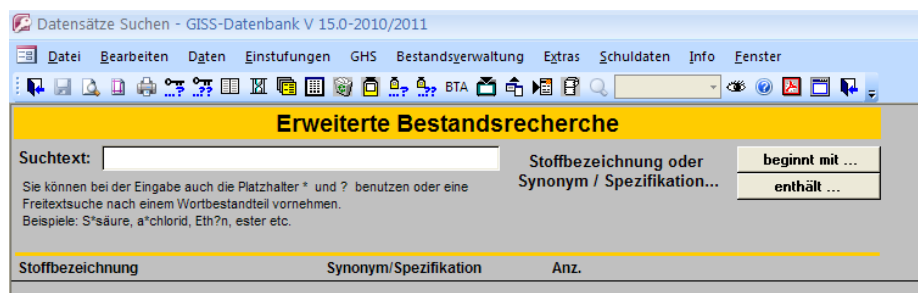 Datensätze Suchen - GISS-Datenbank V 15.0-2010/2011
Datei Bearbeiten Daten Einstufungen GHS Bestandsverwaltung Extras Schuldaten Info Fenster
BTA
Erweiterte Bestandsrecherche
Suchtext: Stoffbezeichnung oder beginnt mit ...
Synonym / Spezifikation... enthält ...
Sie können bei der Eingabe auch die Platzhalter * und ? benutzen oder eine
Freitextsuche nach einem Wortbestandteil vornehmen.
Beispiele: S*säure, a*chlorid, Eth?n, ester etc.
Stoffbezeichnung Synonym/Spezifikation Anz.